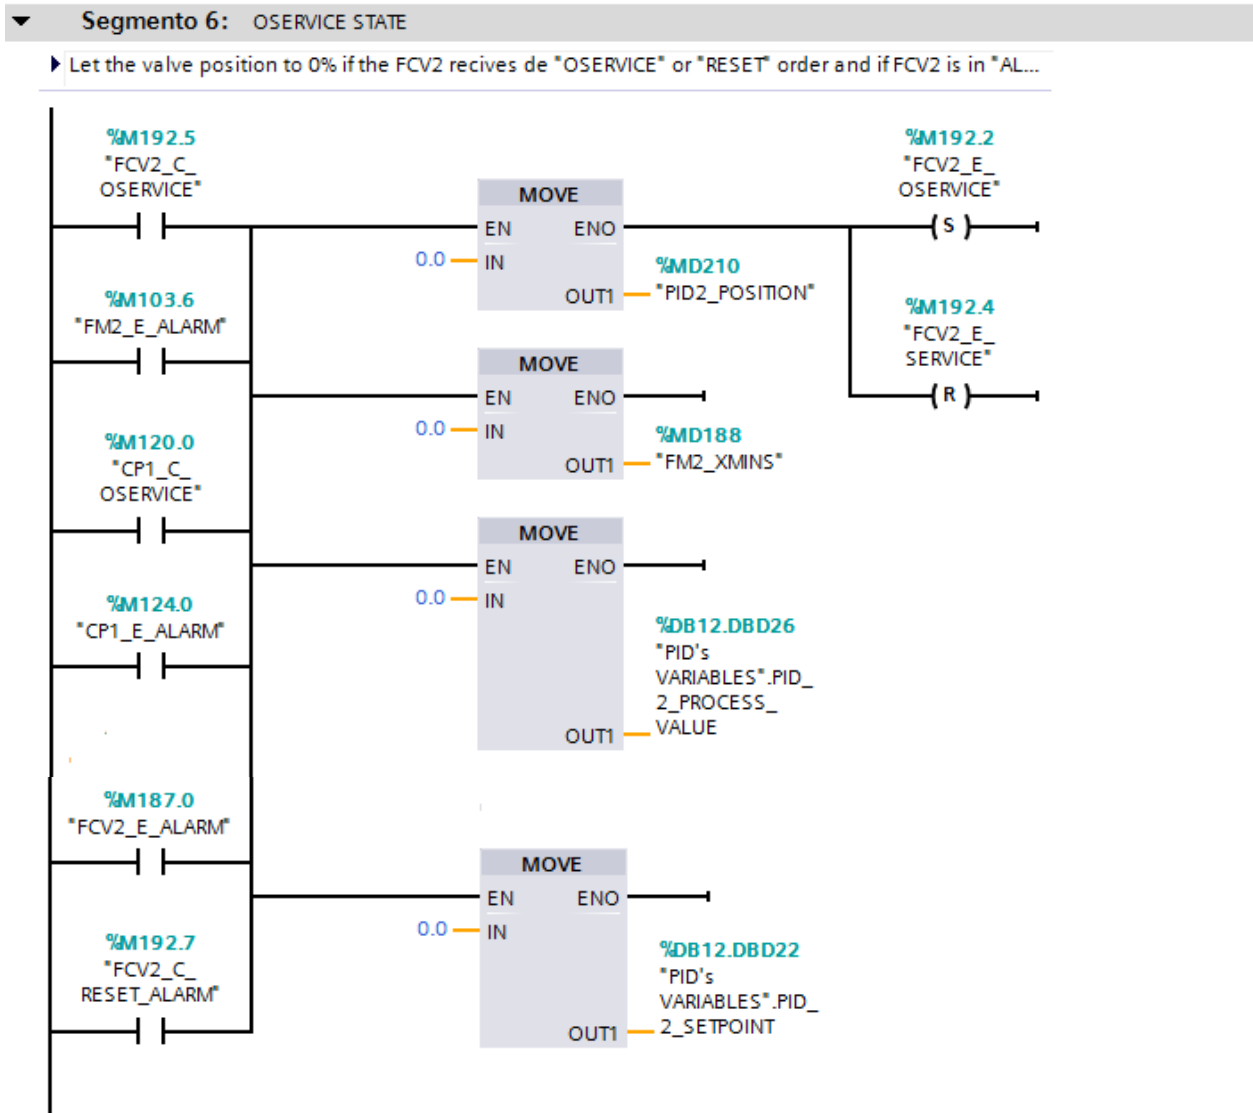 Segmento 6: OSERVICE STATE
Let the valve position to 0% if the FCV2 recives de "OSERVICE" or "RESET" order and if FCV2 is in "AL...
%M192.5
"FCV2_C_
OSERVICE"
%M103.6
"FM2_E_ALARM"
%M120.0
"CP1_C_
OSERVICE"
%M124.0
"CP1_E_ALARM"
%M187.0
"FCV2_E_ALARM"
%M192.7
"FCV2_C_
RESET_ALARM"
MOVE
EN ENO
0.0 IN
OUT1
%MD210
"PID2_POSITION"
%M192.2
"FCV2_E_
OSERVICE"
S
%M192.4
"FCV2_E_
SERVICE"
R
MOVE
EN ENO
0.0 IN
OUT1
%MD188
"FM2_XMINS"
MOVE
EN ENO
0.0 IN
OUT1
%DB12.DBD26
"PID's
VARIABLES".PID_
2_PROCESS_
VALUE
MOVE
EN ENO
0.0 IN
OUT1
%DB12.DBD22
"PID's
VARIABLES".PID_
2_SETPOINT